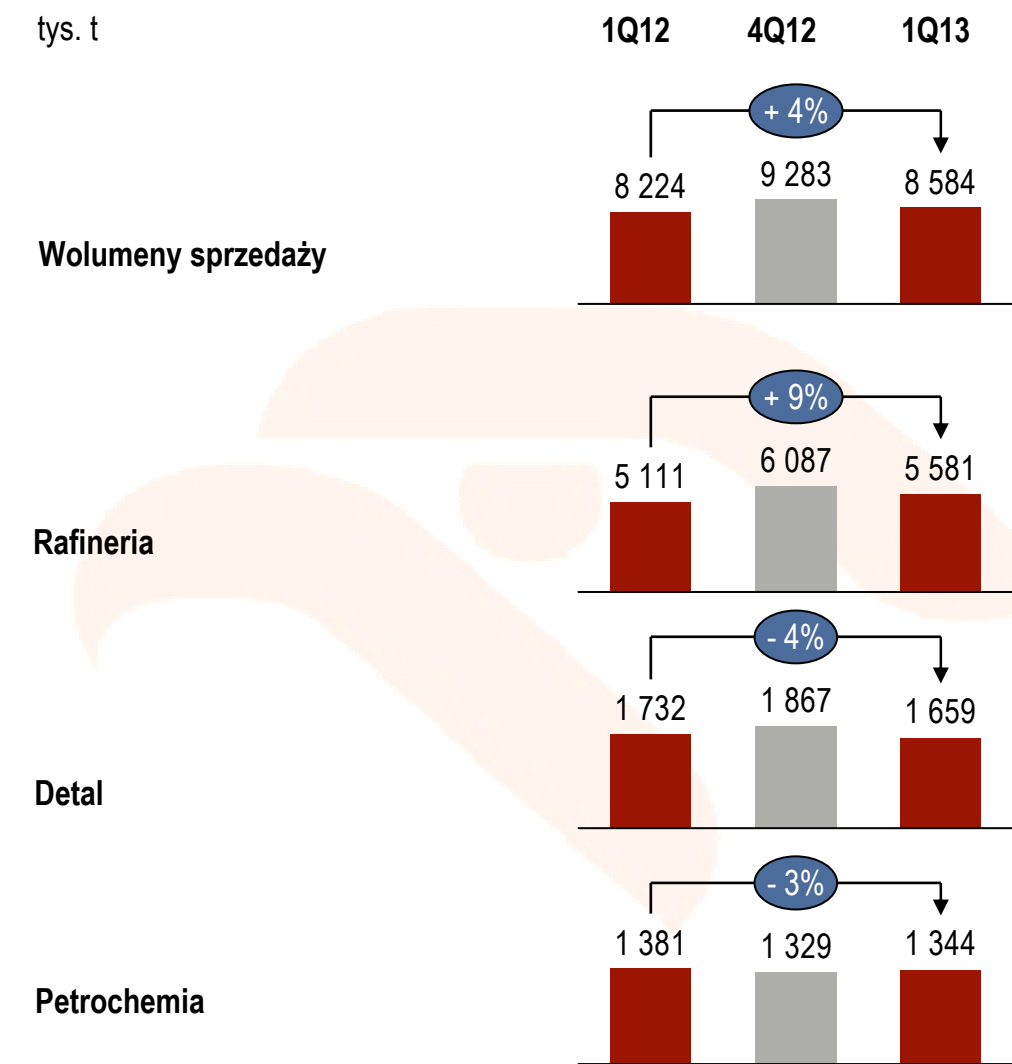 tys. t 1Q12 4Q12 1Q13
+ 4%
8 224 9 283 8 584
Wolumeny sprzedaży
+ 9%
5 111 6 087 5 581
Rafineria
- 4%
1 732 1 867 1 659
Detal
- 3%
1 381 1 329 1 344
Petrochemia